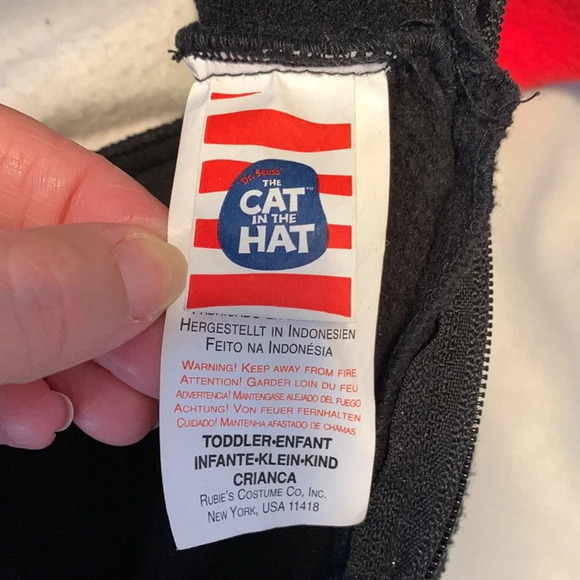 Dr. Seuss™
THE
CAT™
IN THE
HAT
HERGESTELLT IN INDONESIEN
FEITO NA INDONÉSIA
WARNING! KEEP AWAY FROM FIRE
ATTENTION! GARDER LOIN DU FEU
ADVERTENCIA! MANTENGASE ALEJADO DEL FUEGO
ACHTUNG! VON FEUER FERNHALTEN
CUIDADO! MANTENHA AFASTADO DE CHAMAS
TODDLER•ENFANT
INFANTE•KLEIN•KIND
CRIANCA
RUBIE'S COSTUME CO, INC.
NEW YORK, USA 11418